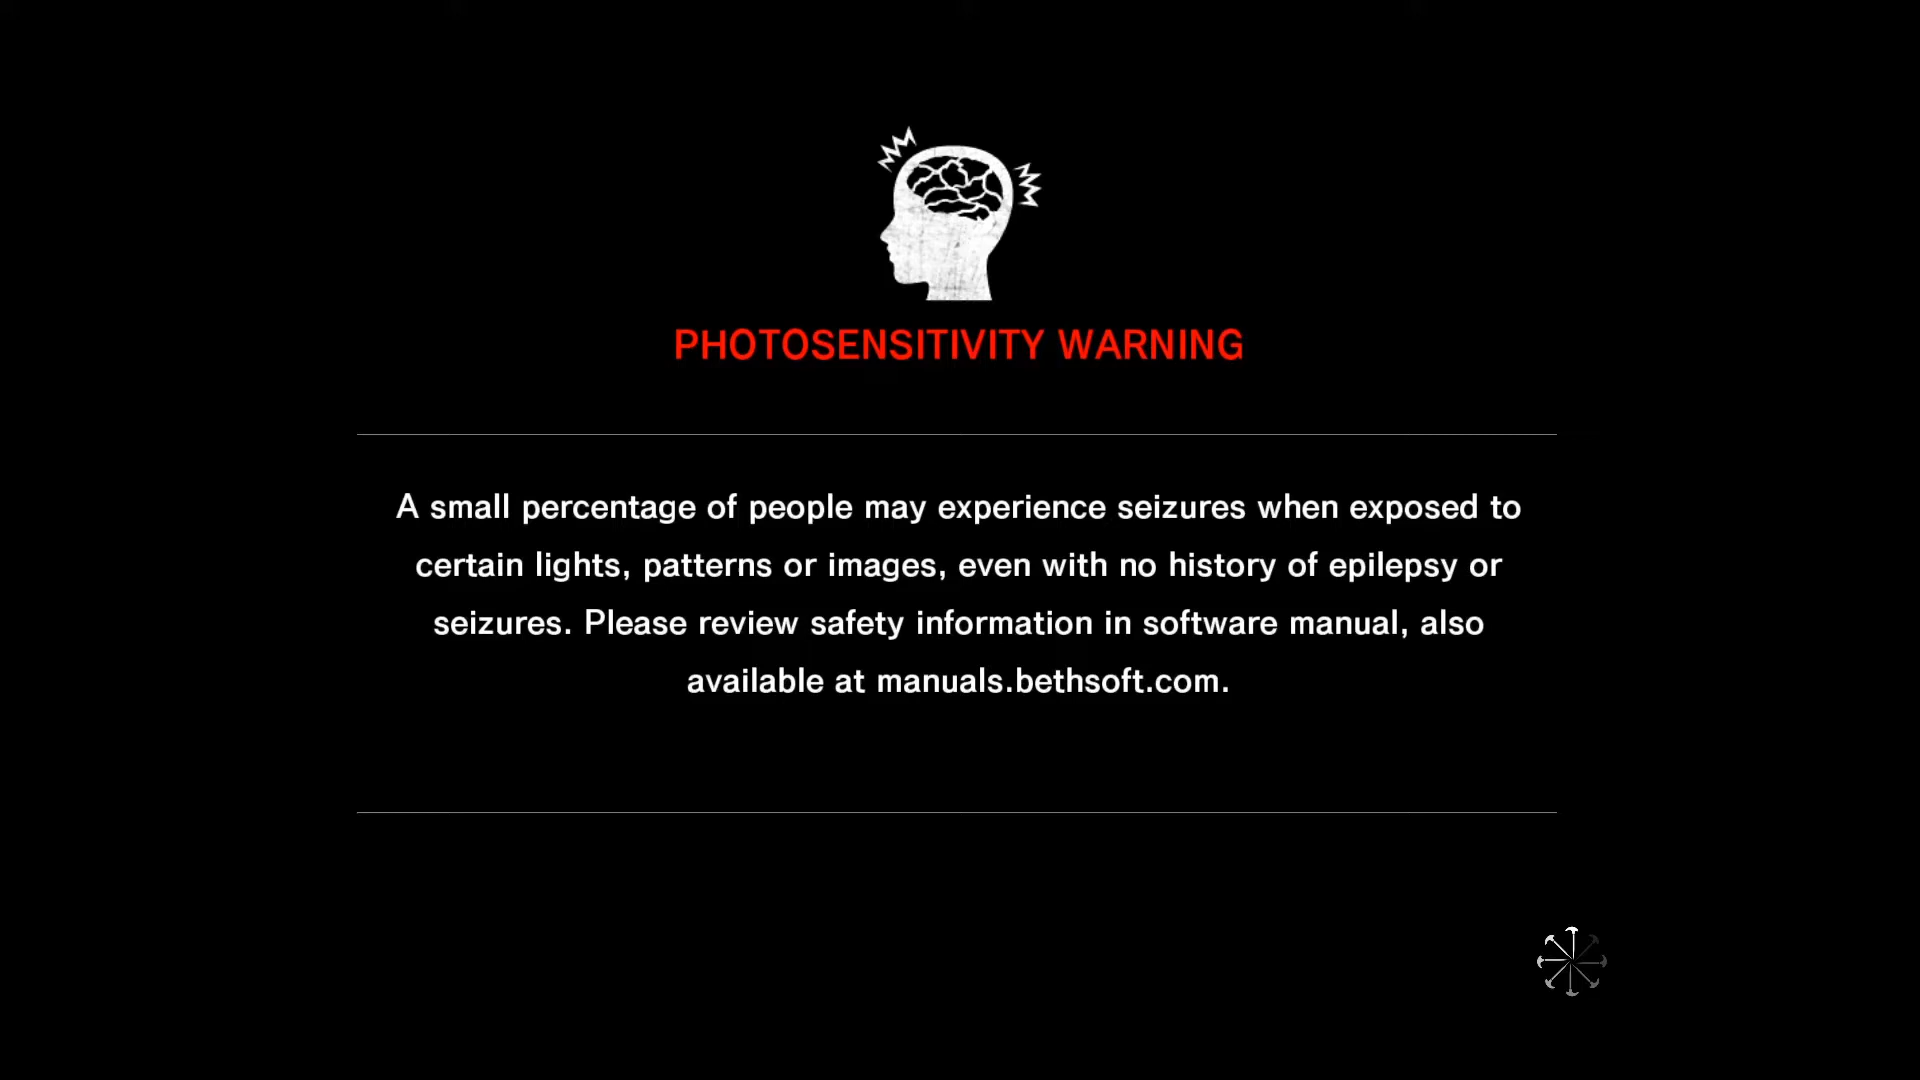 PHOTOSENSITIVITY WARNING
A small percentage of people may experience seizures when exposed to
certain lights, patterns or images, even with no history of epilepsy or
seizures. Please review safety information in software manual, also
available at manuals.bethsoft.com.